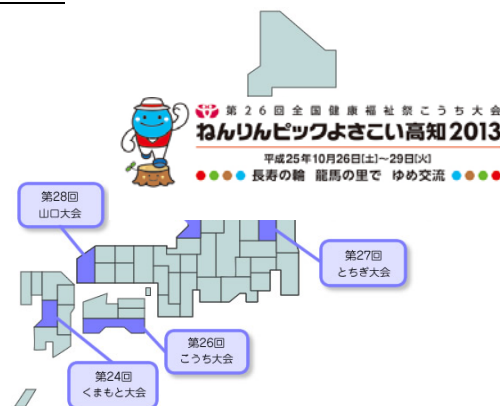 第26回全国健康福祉祭こうち大会
ねんりんピックよさこい高知2013
平成25年10月26日[土]～29日[火]
長寿の輪 龍馬の里で ゆめ交流
第28回
山口大会
第27回
とちぎ大会
第26回
こうち大会
第24回
くまもと大会